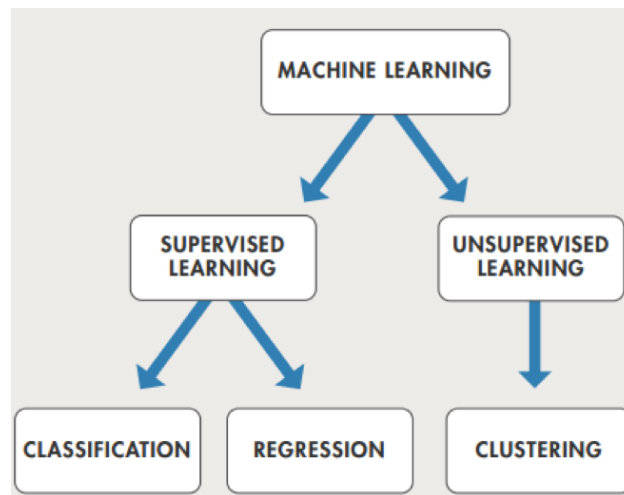 MACHINE LEARNING
SUPERVISED
LEARNING
UNSUPERVISED
LEARNING
CLASSIFICATION
REGRESSION
CLUSTERING